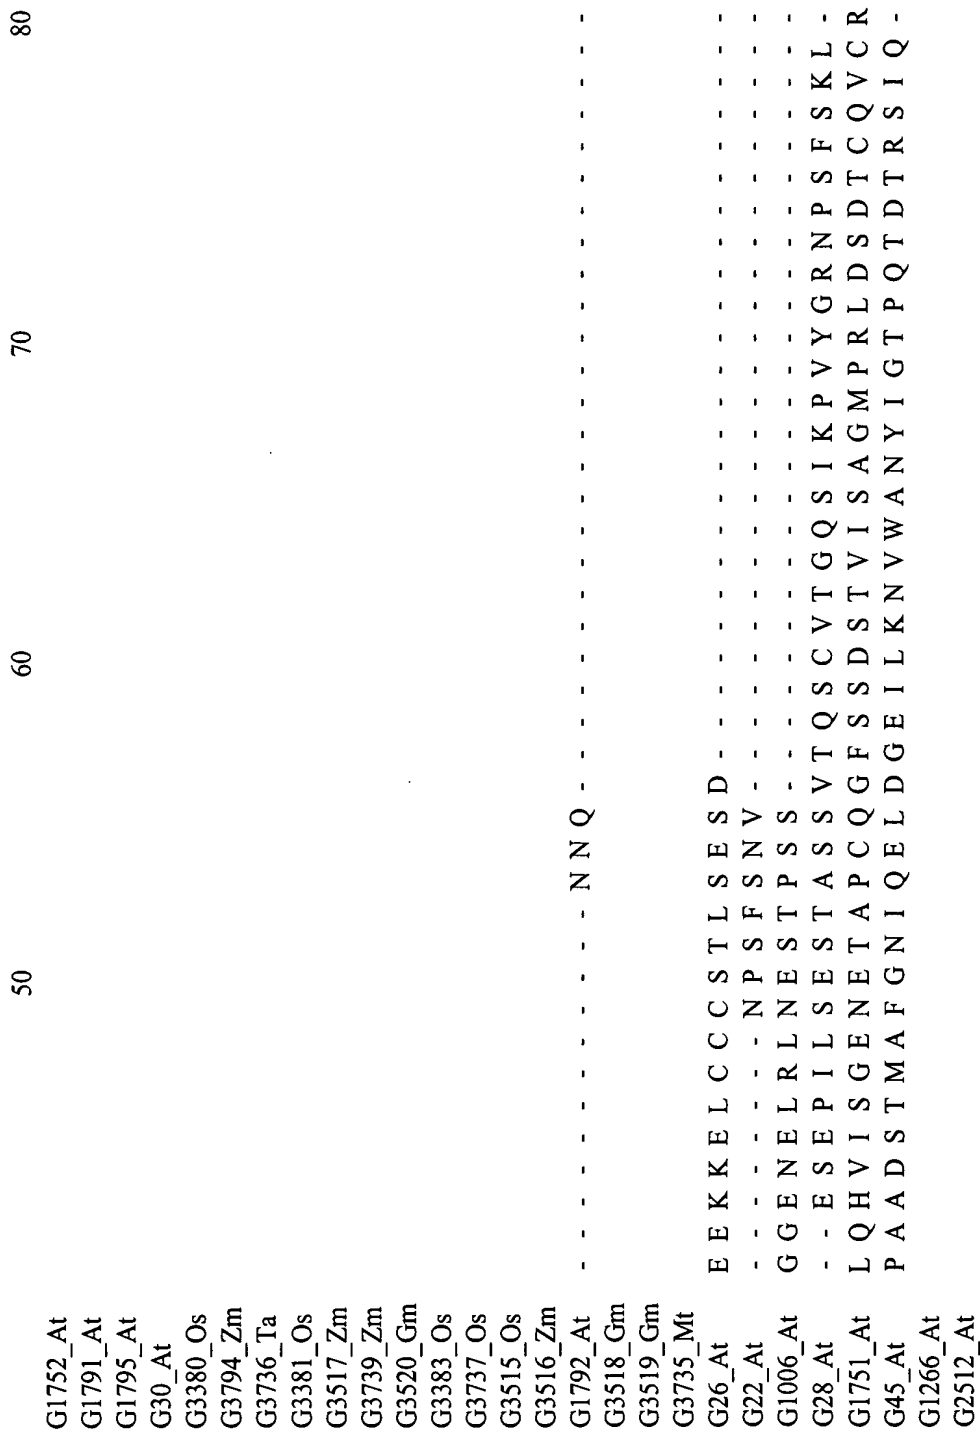 50 60 70 80
G1752_At
G1791_At
G1795_At
G30_At
G3380_Os
G3794_Zm
G3736_Ta
G3381_Os
G3517_Zm
G3739_Zm
G3520_Gm
G3383_Os
G3737_Os
G3515_Os
G3516_Zm
G1792_At - - - - - - - - - - - - N N Q - - - - - - - - - - - - - - - - - - - - - - - - -
G3518_Gm
G3519_Gm
G3735_Mt
G26_At E E K K E L C C C S T L S E S D - - - - - - - - - - - - - - - - - - - - - - - -
G22_At - - - - - - - - N P S F S N V - - - - - - - - - - - - - - - - - - - - - - - - -
G1006_At G G E N E L R L N E S T P S S - - - - - - - - - - - - - - - - - - - - - - - - -
G28_At - - E S E P I L S E S T A S S V T Q S C V T G Q S I K P V Y G R N P S F S K L -
G1751_At L Q H V I S G E N E T A P C Q G F S S D S T V I S A G M P R L D S D T C Q V C R
G45_At P A A D S T M A F G N I Q E L D G E I L K N V W A N Y I G T P Q T D T R S I Q -
G1266_At
G2512_At